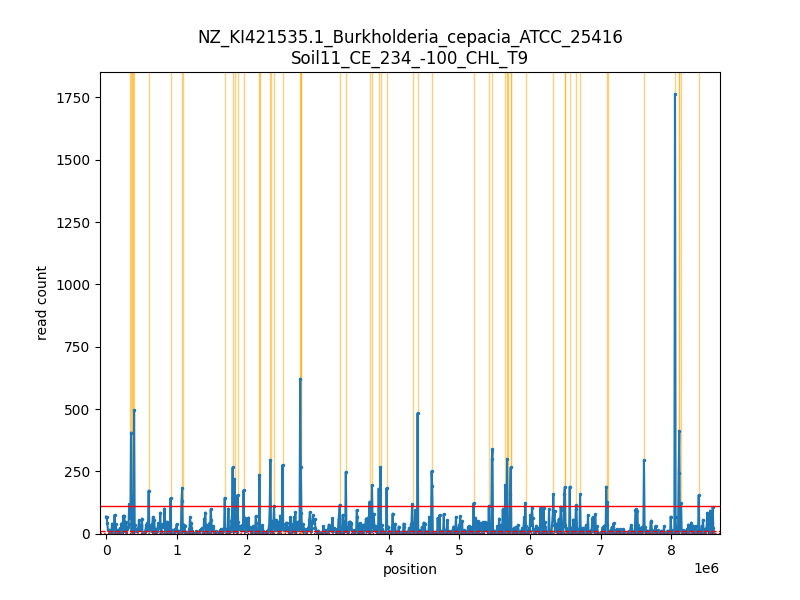 NZ_KI421535.1_Burkholderia_cepacia_ATCC_25416
Soil11_CE_234_-100_CHL_T9
1750
1500
1250
1000
750
500
250
0
read count
0 1 2 3 4 5 6 7 8
1e6
position